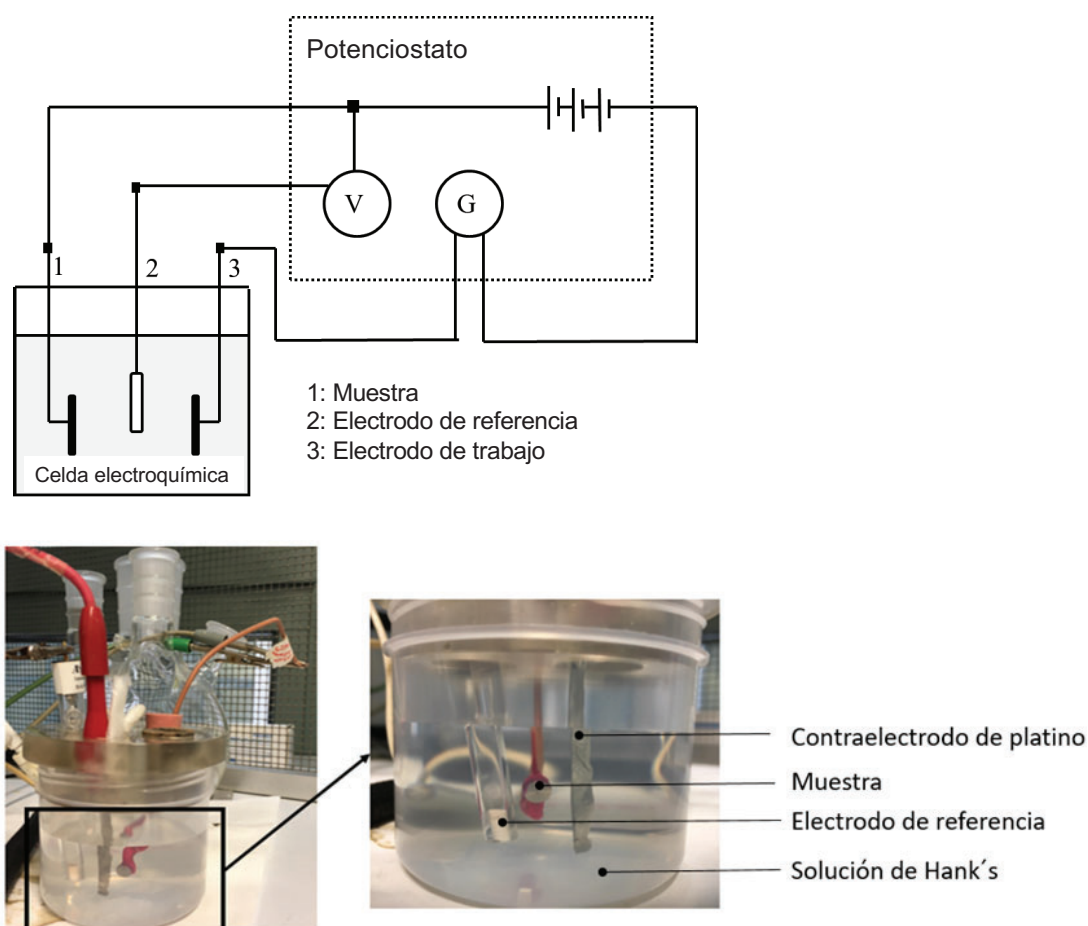 Potenciostato
V
G
1
2
3
1: Muestra
2: Electrodo de referencia
3: Electrodo de trabajo
Celda electroquímica
Contraelectrodo de platino
Muestra
Electrodo de referencia
Solución de Hank´s